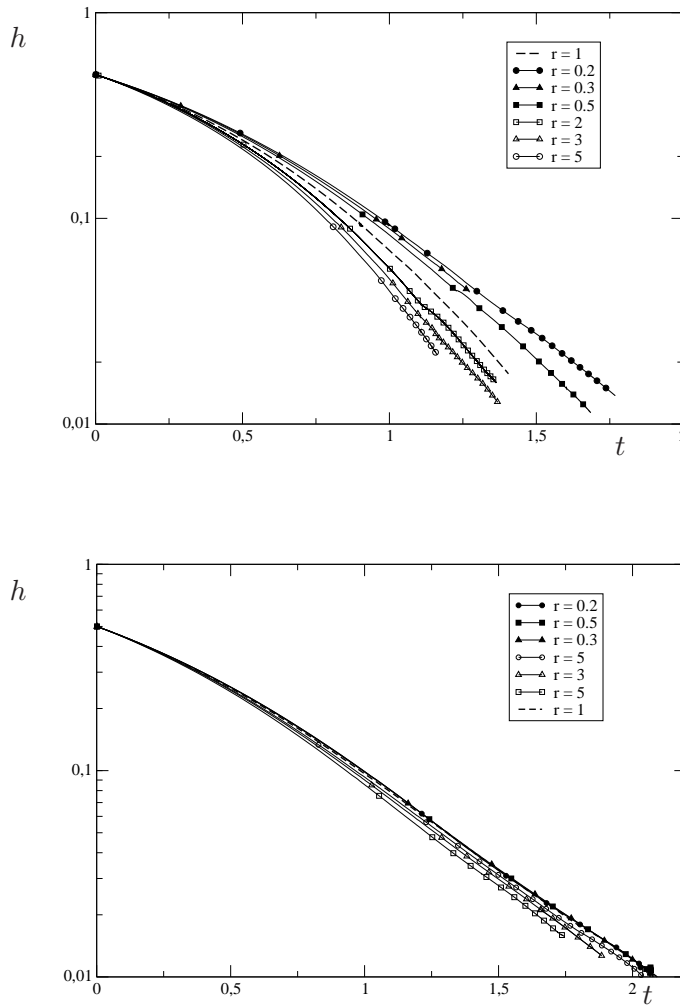 1
h
r = 1
r = 0.2
r = 0.3
r = 0.5
r = 2
r = 3
r = 5
0,1
0,01
0 0,5 1 1,5
t
1
h
r = 0.2
r = 0.5
r = 0.3
r = 5
r = 3
r = 5
r = 1
0,1
0,01
0 0,5 1 1,5 2
t